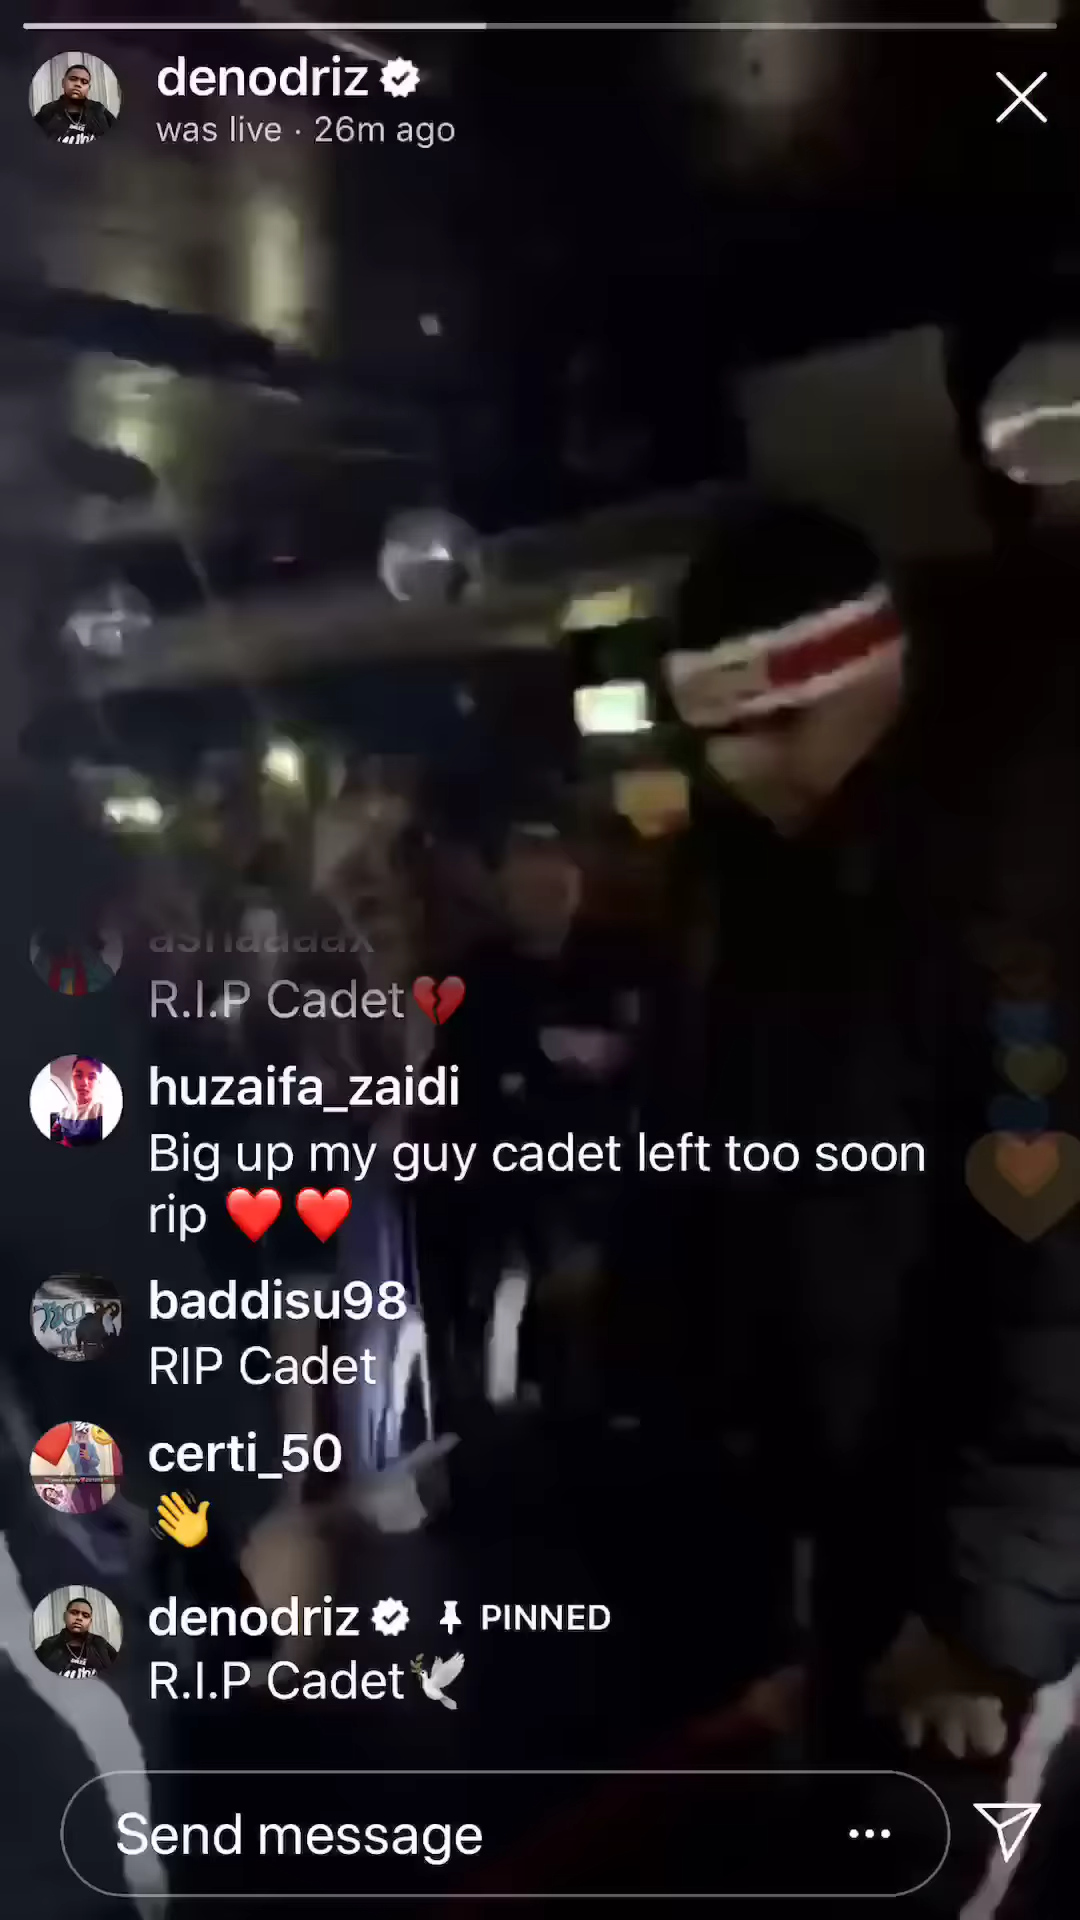 denodriz
was live · 26m ago
R.I.P Cadet💔
huzaifa_zaidi
Big up my guy cadet left too soon
rip ❤️ ❤️
baddisu98
RIP Cadet
certi_50
👋
denodriz PINNED
R.I.P Cadet🕊
Send message